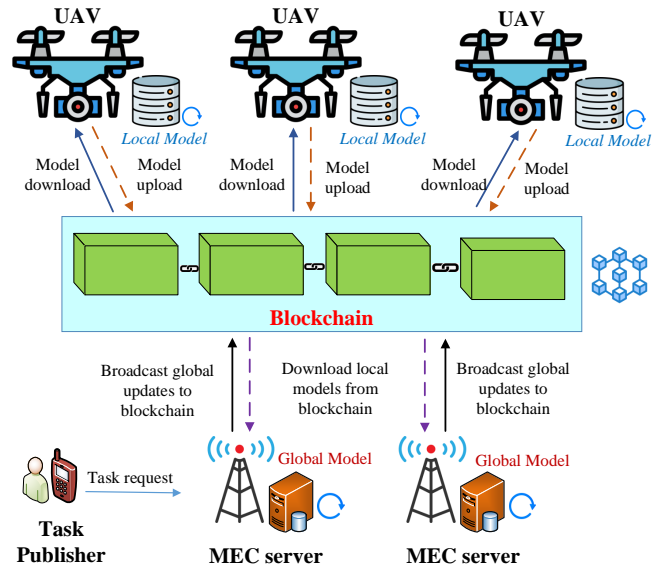 UAV
UAV
UAV
Local Model
Local Model
Local Model
Model
download
Model
upload
Model
download
Model
upload
Model
download
Model
upload
Blockchain
Broadcast global
updates to
blockchain
Download local
models from
blockchain
Broadcast global
updates to
blockchain
Global Model
Global Model
Task request
Task
Publisher
MEC server
MEC server